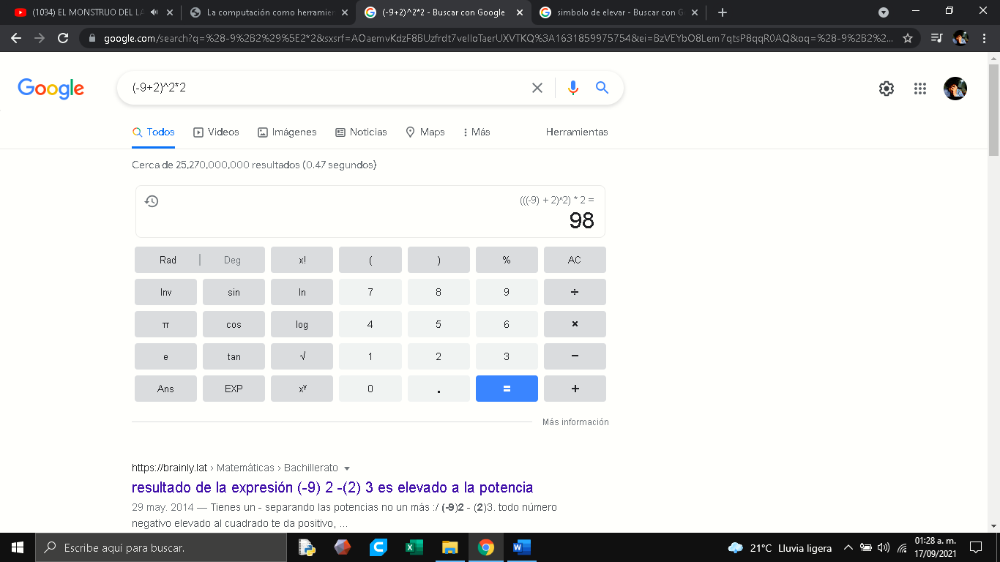 (1034) EL MONSTRUO DEL LA
La computación como herramien
(-9+2)^2*2 - Buscar con Google
simbolo de elevar - Buscar con G
google.com/search?q=%28-9%2B2%29%5E2*2&sxsrf=AOaemvKdzF8BUzfrdt7velIoTaerUXVTKQ%3A1631859975754&ei=BzVEYbO8Lem7qtsP8qqR0AQ&oq=%28-9%2B2%2...
Google
(-9+2)^2*2
Todos
Videos
Imágenes
Noticias
Maps
Más
Herramientas
Cerca de 25,270,000,000 resultados (0.47 segundos)
(((-9) + 2)^2) * 2 =
98
Rad | Deg x! ( ) % AC
Inv sin ln 7 8 9 ÷
π cos log 4 5 6 ×
e tan √ 1 2 3 −
Ans EXP xʸ 0 . = +
Más información
https://brainly.lat › Matemáticas › Bachillerato
resultado de la expresión (-9) 2 -(2) 3 es elevado a la potencia
29 may. 2014 — Tienes un - separando las potencias no un más :/ (-9)2 - (2)3. todo número
negativo elevado al cuadrado te da positivo, ...
Escribe aquí para buscar.
21°C Lluvia ligera
01:28 a. m.
17/09/2021